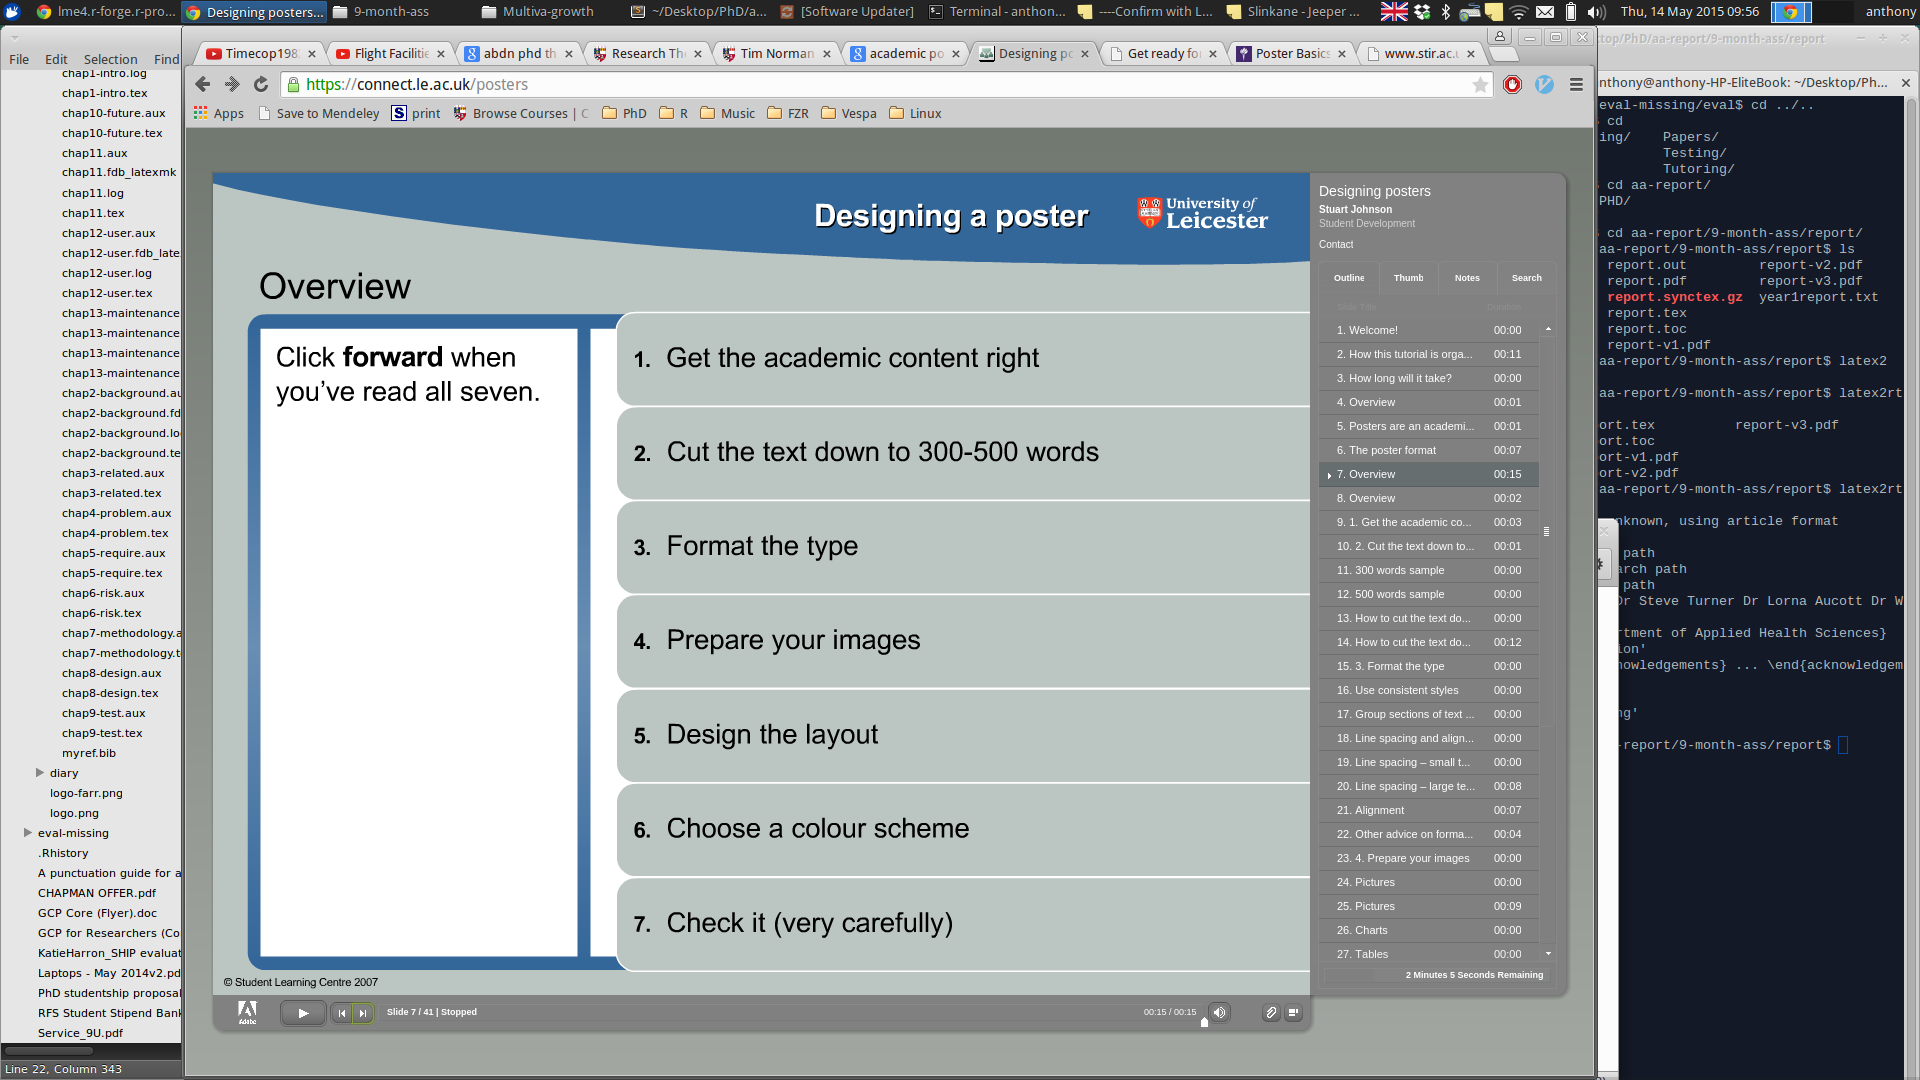 lme4.r-forge.r-pro...
Designing posters...
9-month-ass
Multiva-growth
~/Desktop/PhD/a...
[Software Updater]
Terminal - anthon...
----Confirm with L...
Slinkane - Jeeper ...
Thu, 14 May 2015 09:56
anthony
File Edit Selection Find
chap1-intro.log
chap1-intro.tex
chap10-future.aux
chap10-future.tex
chap11.aux
chap11.fdb_latexmk
chap11.log
chap11.tex
chap12-user.aux
chap12-user.fdb_late
chap12-user.log
chap12-user.tex
chap13-maintenance
chap13-maintenance
chap13-maintenance
chap13-maintenance
chap2-background.au
chap2-background.fd
chap2-background.lo
chap2-background.te
chap3-related.aux
chap3-related.tex
chap4-problem.aux
chap4-problem.tex
chap5-require.aux
chap5-require.tex
chap6-risk.aux
chap6-risk.tex
chap7-methodology.a
chap7-methodology.t
chap8-design.aux
chap8-design.tex
chap9-test.aux
chap9-test.tex
myref.bib
diary
logo-farr.png
logo.png
eval-missing
.Rhistory
A punctuation guide for a
CHAPMAN OFFER.pdf
GCP Core (Flyer).doc
GCP for Researchers (Co
KatieHarron_SHIP evaluat
Laptops - May 2014v2.pd
PhD studentship proposal
RFS Student Stipend Bank
Service_9U.pdf
Line 22, Column 343
Timecop198
Flight Facilitie
abdn phd th
Research Th
Tim Norman
academic po
Designing po
Get ready fo
Poster Basics
www.stir.ac.u
https://connect.le.ac.uk/posters
Apps
Save to Mendeley
print
Browse Courses | C
PhD
R
Music
FZR
Vespa
Linux
Designing a poster
University of
Leicester
Overview
Click forward when
you've read all seven.
1. Get the academic content right
2. Cut the text down to 300-500 words
3. Format the type
4. Prepare your images
5. Design the layout
6. Choose a colour scheme
7. Check it (very carefully)
© Student Learning Centre 2007
Adobe
Slide 7 / 41 | Stopped
00:15 / 00:15
Designing posters
Stuart Johnson
Student Development
Contact
Outline Thumb Notes Search
Slide Title Duration
1. Welcome! 00:00
2. How this tutorial is orga... 00:11
3. How long will it take? 00:00
4. Overview 00:01
5. Posters are an academi... 00:01
6. The poster format 00:07
7. Overview 00:15
8. Overview 00:02
9. 1. Get the academic co... 00:03
10. 2. Cut the text down to... 00:01
11. 300 words sample 00:00
12. 500 words sample 00:00
13. How to cut the text do... 00:00
14. How to cut the text do... 00:12
15. 3. Format the type 00:00
16. Use consistent styles 00:00
17. Group sections of text ... 00:00
18. Line spacing and align... 00:00
19. Line spacing – small t... 00:00
20. Line spacing – large te... 00:08
21. Alignment 00:07
22. Other advice on forma... 00:04
23. 4. Prepare your images 00:00
24. Pictures 00:00
25. Pictures 00:09
26. Charts 00:00
27. Tables 00:00
2 Minutes 5 Seconds Remaining
top/PhD/aa-report/9-month-ass/report
nthony@anthony-HP-EliteBook: ~/Desktop/Ph...
eval-missing/eval$ cd ../..
cd
ing/ Papers/
Testing/
Tutoring/
cd aa-report/
PHD/
cd aa-report/9-month-ass/report/
aa-report/9-month-ass/report$ ls
report.out report-v2.pdf
report.pdf report-v3.pdf
report.synctex.gz year1report.txt
report.tex
report.toc
report-v1.pdf
aa-report/9-month-ass/report$ latex2
aa-report/9-month-ass/report$ latex2rt
ort.tex report-v3.pdf
ort.toc
ort-v1.pdf
ort-v2.pdf
aa-report/9-month-ass/report$ latex2rt
nknown, using article format
path
arch path
path
Dr Steve Turner Dr Lorna Aucott Dr W
rtment of Applied Health Sciences}
ion'
nowledgements} ... \end{acknowledgem
ng'
-report/9-month-ass/report$